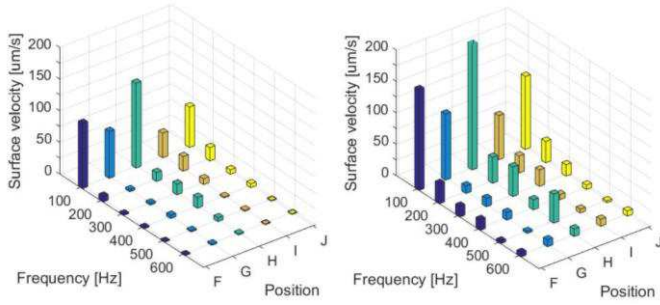 Surface velocity [um/s]
200
150
100
50
0
100
200
300
400
500
600
Frequency [Hz]
F
G
H
I
J
Position
Surface velocity [um/s]
200
150
100
50
0
100
200
300
400
500
600
Frequency [Hz]
F
G
H
I
J
Position